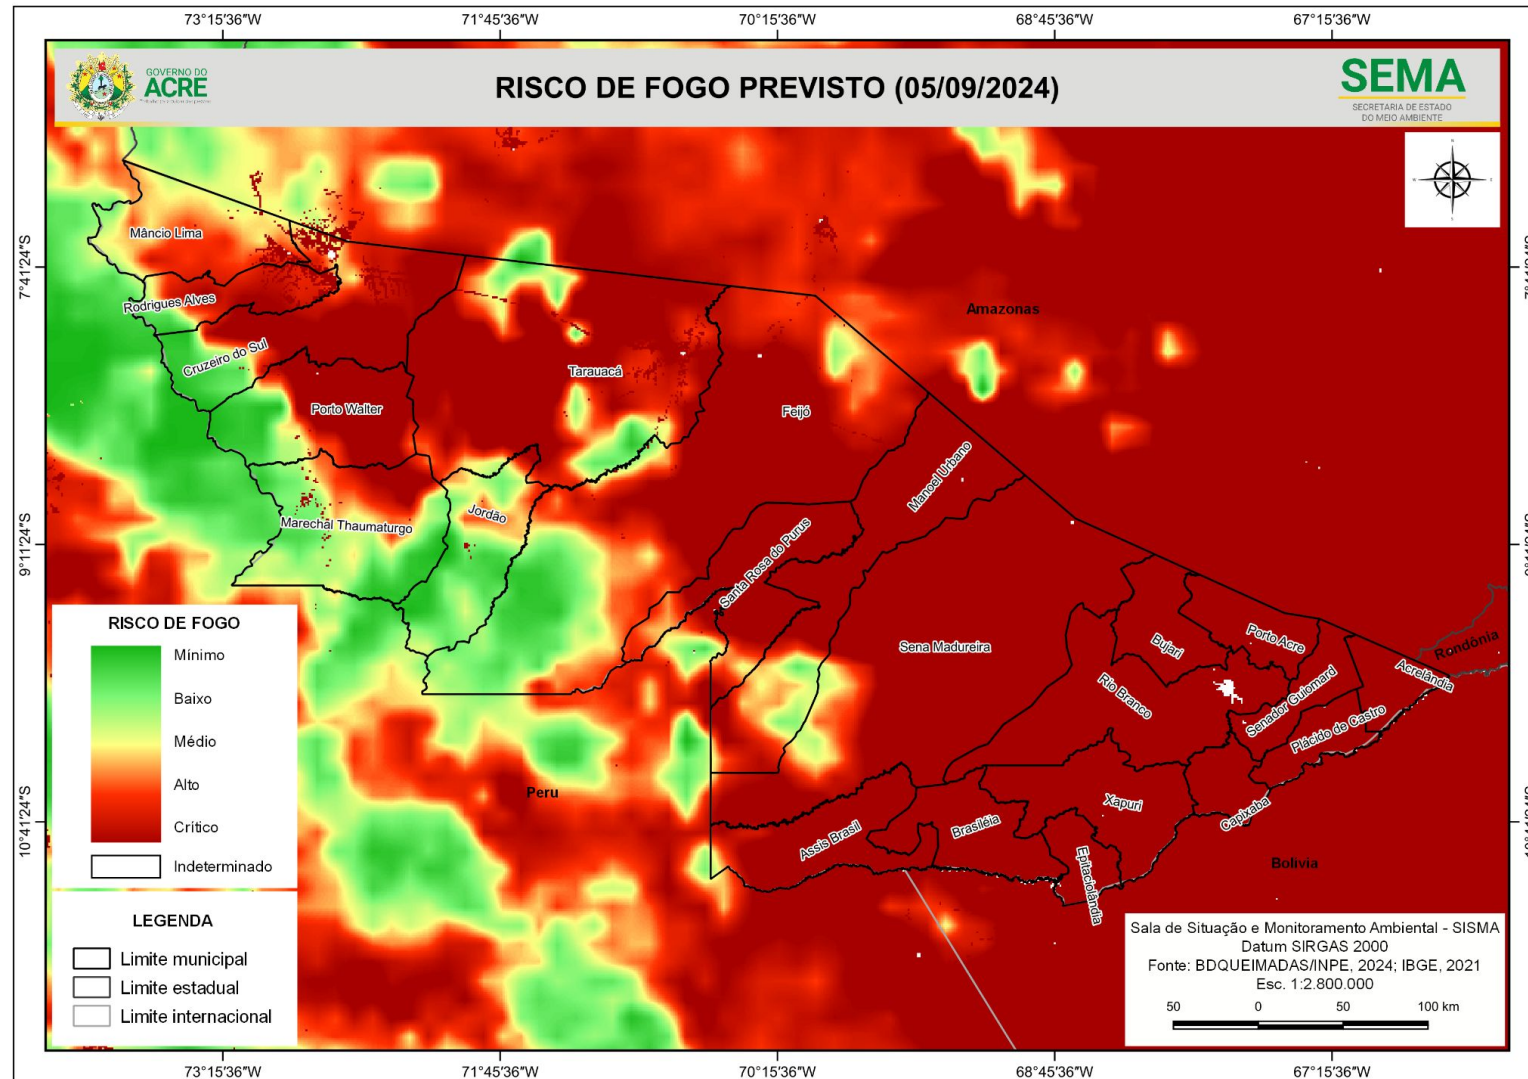 73°15'36"W
71°45'36"W
70°15'36"W
68°45'36"W
67°15'36"W
GOVERNO DO
ACRE
RISCO DE FOGO PREVISTO (05/09/2024)
SEMA
SECRETARIA DE ESTADO
DO MEIO AMBIENTE
Mâncio Lima
7°41'24"S
Rodrigues Alves
Amazonas
Cruzeiro do Sul
Tarauacá
Porto Walter
Feijó
Manoel Urbano
Jordão
Marechal Thaumaturgo
9°11'24"S
Santa Rosa do Purus
RISCO DE FOGO
Mínimo
Baixo
Médio
Alto
Crítico
Indeterminado
Sena Madureira
Bujari
Porto Acre
Rondônia
Acrelândia
Rio Branco
Senador Guiomard
Plácido de Castro
Peru
Xapuri
Capixaba
10°41'24"S
Assis Brasil
Brasiléia
Epitaciolândia
Bolivia
LEGENDA
Limite municipal
Limite estadual
Limite internacional
Sala de Situação e Monitoramento Ambiental - SISMA
Datum SIRGAS 2000
Fonte: BDQUEIMADAS/INPE, 2024; IBGE, 2021
Esc. 1:2.800.000
50 0 50 100 km
73°15'36"W
71°45'36"W
70°15'36"W
68°45'36"W
67°15'36"W